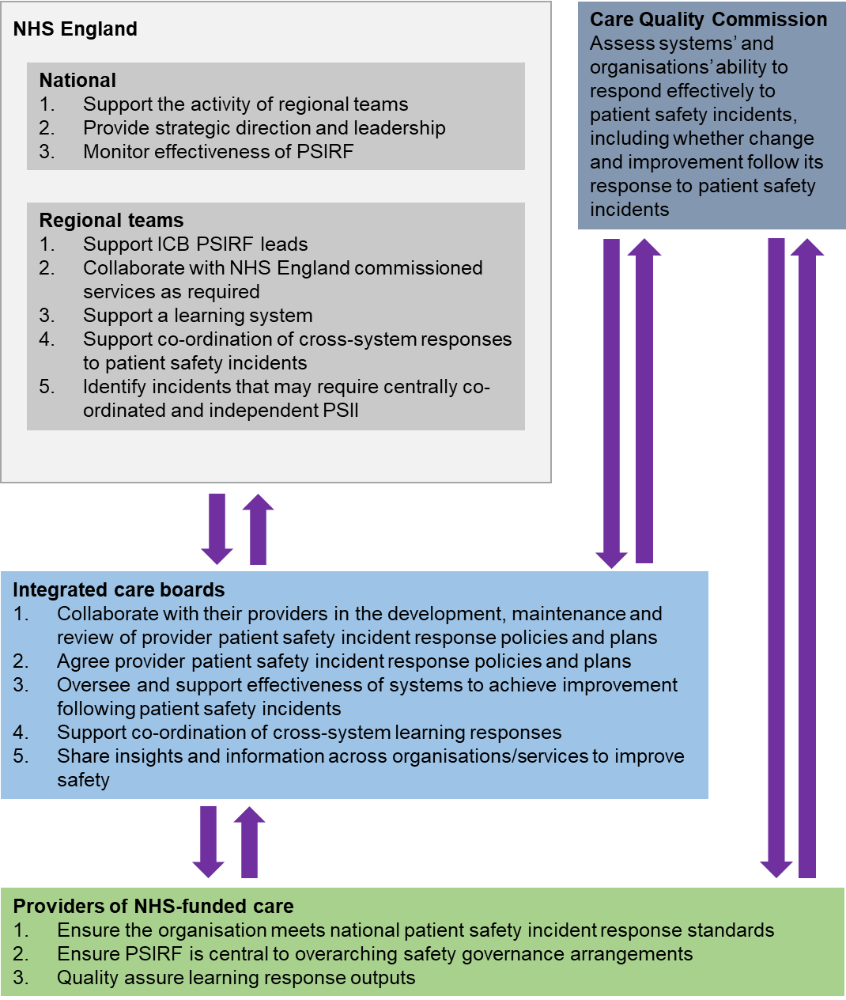 NHS England
National
1. Support the activity of regional teams
2. Provide strategic direction and leadership
3. Monitor effectiveness of PSIRF
Regional teams
1. Support ICB PSIRF leads
2. Collaborate with NHS England commissioned
services as required
3. Support a learning system
4. Support co-ordination of cross-system responses
to patient safety incidents
5. Identify incidents that may require centrally co-
ordinated and independent PSII
Care Quality Commission
Assess systems’ and
organisations’ ability to
respond effectively to
patient safety incidents,
including whether change
and improvement follow its
response to patient safety
incidents
Integrated care boards
1. Collaborate with their providers in the development, maintenance and
review of provider patient safety incident response policies and plans
2. Agree provider patient safety incident response policies and plans
3. Oversee and support effectiveness of systems to achieve improvement
following patient safety incidents
4. Support co-ordination of cross-system learning responses
5. Share insights and information across organisations/services to improve
safety
Providers of NHS-funded care
1. Ensure the organisation meets national patient safety incident response standards
2. Ensure PSIRF is central to overarching safety governance arrangements
3. Quality assure learning response outputs